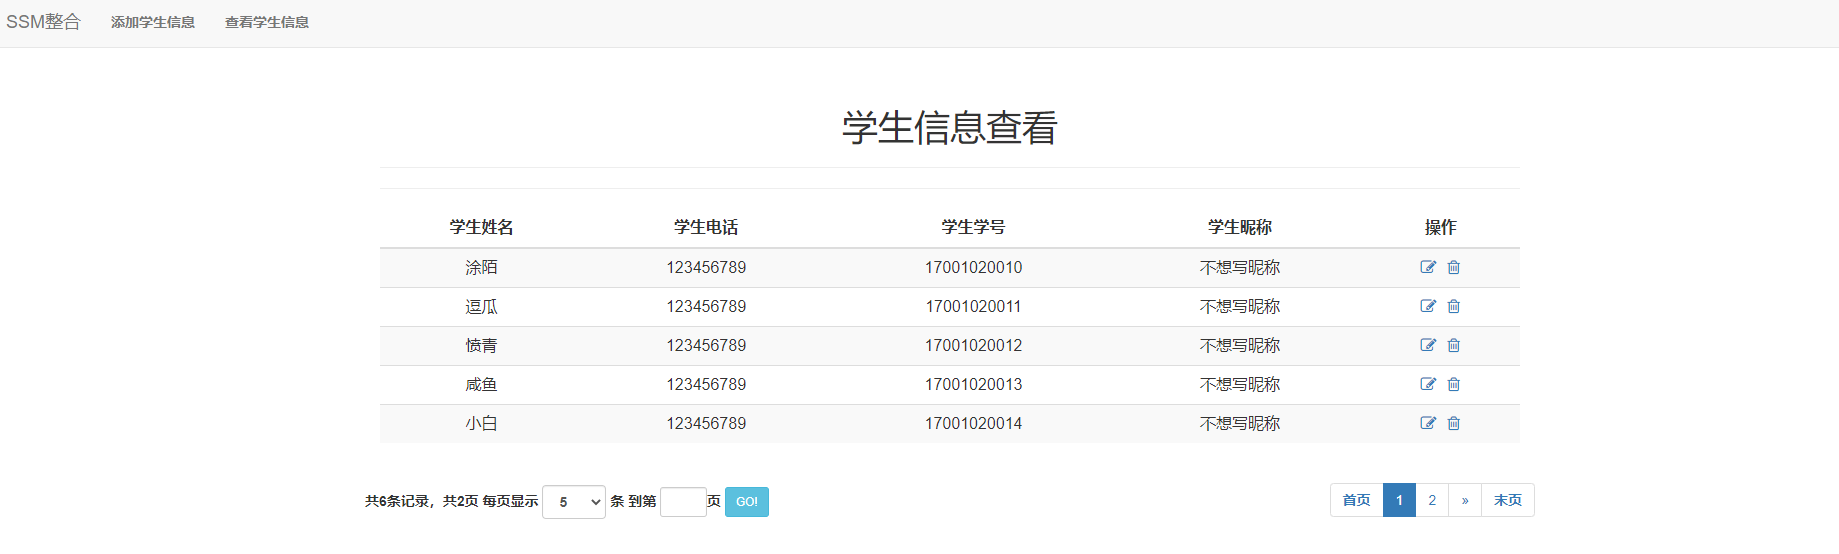 SSM整合 添加学生信息 查看学生信息
学生信息查看
学生姓名 学生电话 学生学号 学生昵称 操作
涂陌 123456789 17001020010 不想写昵称
逗瓜 123456789 17001020011 不想写昵称
愤青 123456789 17001020012 不想写昵称
咸鱼 123456789 17001020013 不想写昵称
小白 123456789 17001020014 不想写昵称
共6条记录，共2页 每页显示 5 条 到第 页 GO! 首页 1 2 » 末页